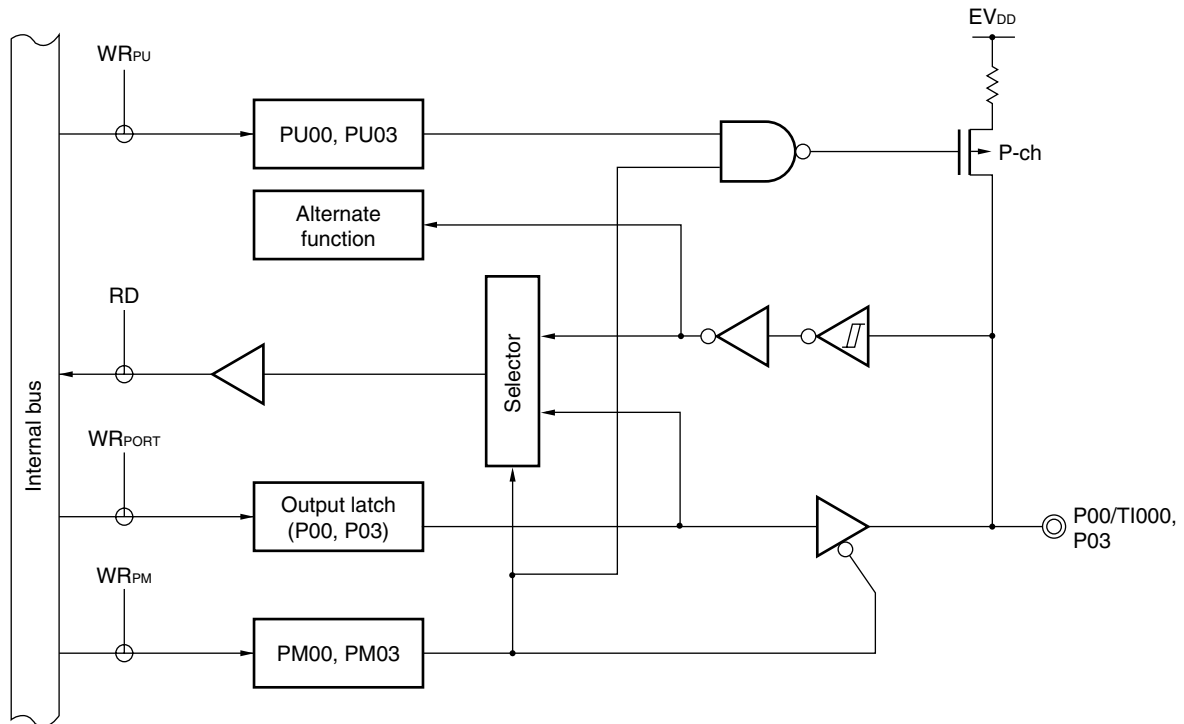 EVDD
WRPU
PU00, PU03
P-ch
Alternate
function
RD
Selector
Internal bus
WRPORT
Output latch
(P00, P03)
P00/TI000,
P03
WRPM
PM00, PM03